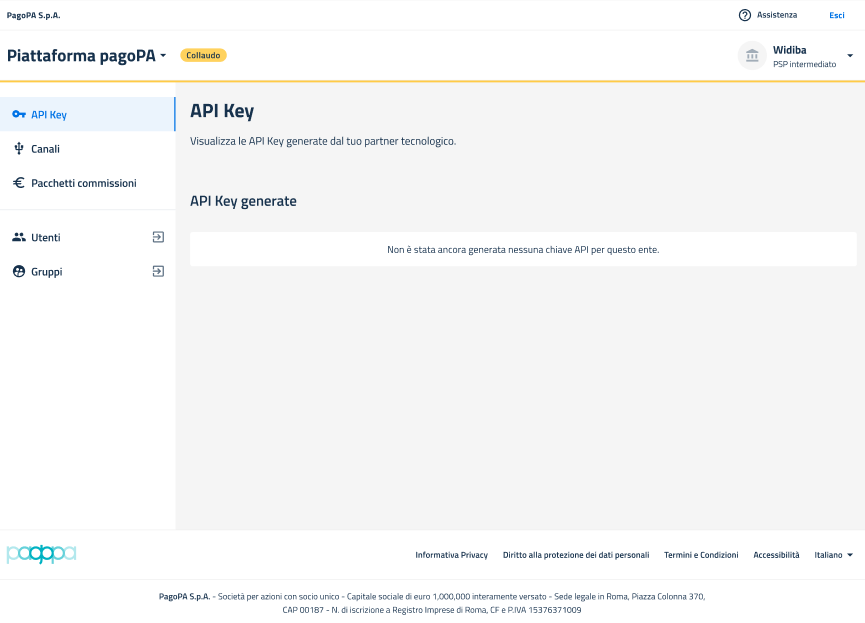 PagoPA S.p.A.
Assistenza
Esci
Piattaforma pagoPA
Collaudo
Widiba
PSP intermediato
API Key
Canali
Pacchetti commissioni
Utenti
Gruppi
API Key
Visualizza le API Key generate dal tuo partner tecnologico.
API Key generate
Non è stata ancora generata nessuna chiave API per questo ente.
pagopa
Informativa Privacy
Diritto alla protezione dei dati personali
Termini e Condizioni
Accessibilità
Italiano
PagoPA S.p.A. - Società per azioni con socio unico - Capitale sociale di euro 1,000,000 interamente versato - Sede legale in Roma, Piazza Colonna 370,
CAP 00187 - N. di iscrizione a Registro Imprese di Roma, CF e P.IVA 15376371009